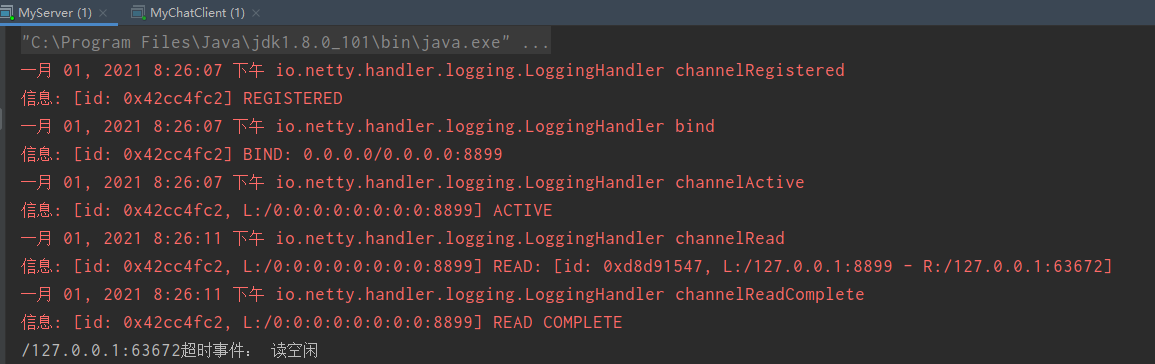 MyServer (1) × MyChatClient (1) ×
"C:\Program Files\Java\jdk1.8.0_101\bin\java.exe" ...
一月 01, 2021 8:26:07 下午 io.netty.handler.logging.LoggingHandler channelRegistered
信息: [id: 0x42cc4fc2] REGISTERED
一月 01, 2021 8:26:07 下午 io.netty.handler.logging.LoggingHandler bind
信息: [id: 0x42cc4fc2] BIND: 0.0.0.0/0.0.0.0:8899
一月 01, 2021 8:26:07 下午 io.netty.handler.logging.LoggingHandler channelActive
信息: [id: 0x42cc4fc2, L:/0:0:0:0:0:0:0:0:8899] ACTIVE
一月 01, 2021 8:26:11 下午 io.netty.handler.logging.LoggingHandler channelRead
信息: [id: 0x42cc4fc2, L:/0:0:0:0:0:0:0:0:8899] READ: [id: 0xd8d91547, L:/127.0.0.1:8899 - R:/127.0.0.1:63672]
一月 01, 2021 8:26:11 下午 io.netty.handler.logging.LoggingHandler channelReadComplete
信息: [id: 0x42cc4fc2, L:/0:0:0:0:0:0:0:0:8899] READ COMPLETE
/127.0.0.1:63672超时事件： 读空闲